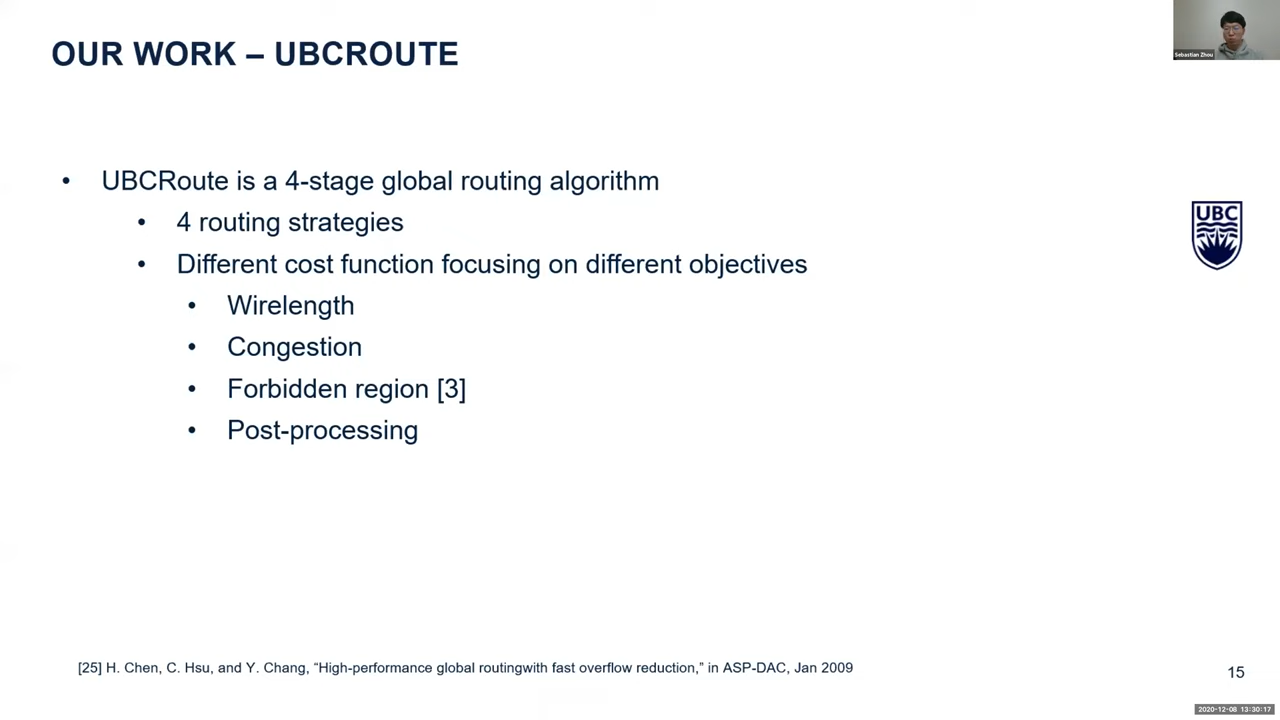 OUR WORK – UBCROUTE
Sebastian Zhou
• UBCRoute is a 4-stage global routing algorithm
• 4 routing strategies
• Different cost function focusing on different objectives
• Wirelength
• Congestion
• Forbidden region [3]
• Post-processing
UBC
[25] H. Chen, C. Hsu, and Y. Chang, “High-performance global routingwith fast overflow reduction,” in ASP-DAC, Jan 2009
15
2020-12-08 13:30:17